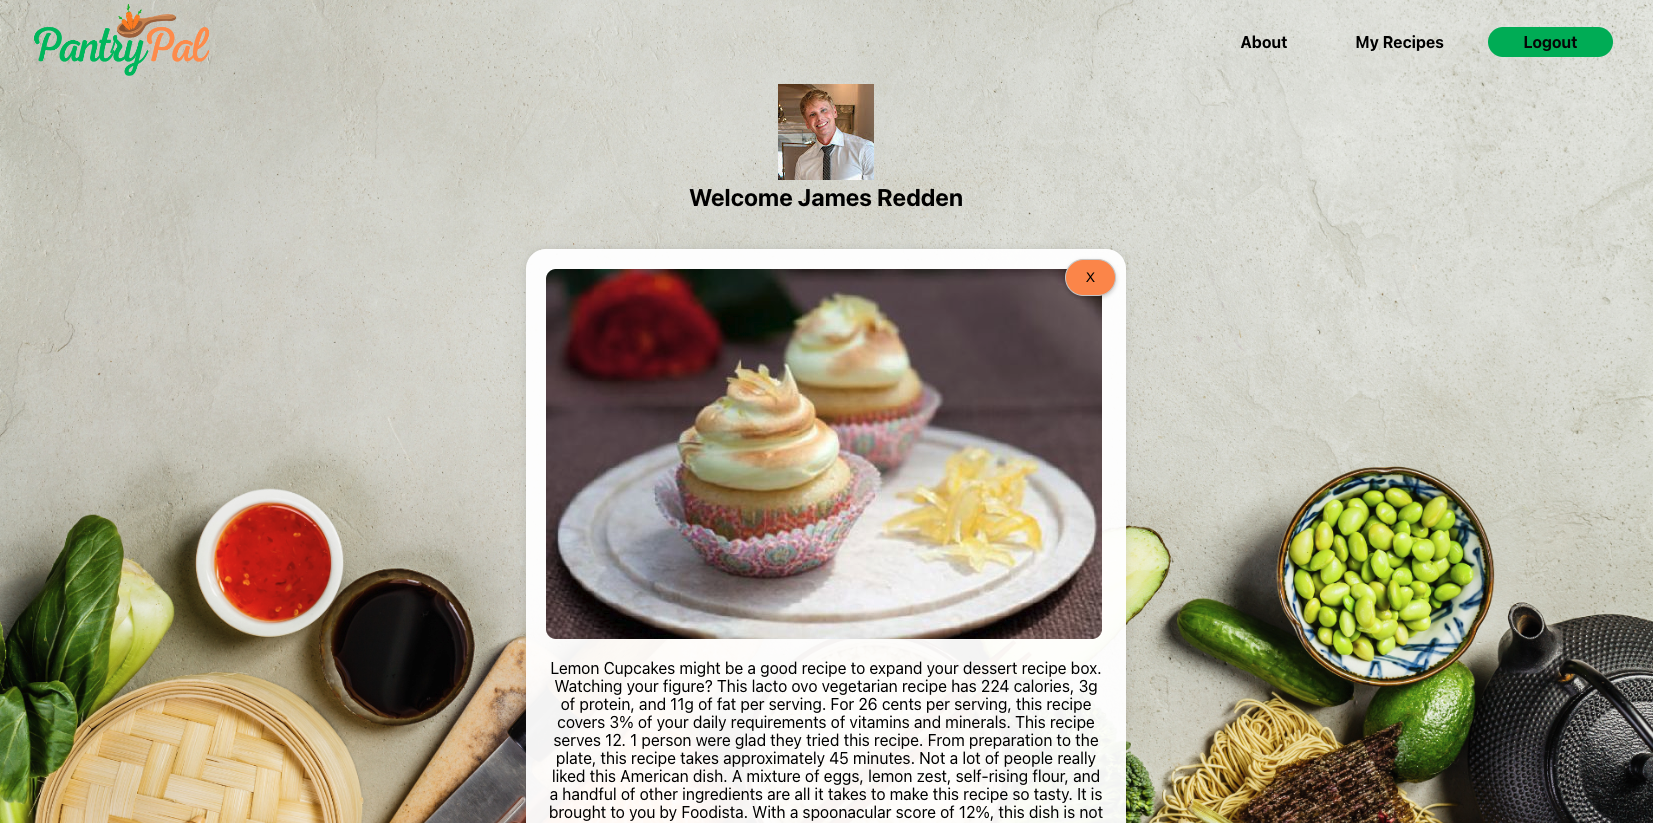 PantryPal
About
My Recipes
Logout
Welcome James Redden
X
Lemon Cupcakes might be a good recipe to expand your dessert recipe box.
Watching your figure? This lacto ovo vegetarian recipe has 224 calories, 3g
of protein, and 11g of fat per serving. For 26 cents per serving, this recipe
covers 3% of your daily requirements of vitamins and minerals. This recipe
serves 12. 1 person were glad they tried this recipe. From preparation to the
plate, this recipe takes approximately 45 minutes. Not a lot of people really
liked this American dish. A mixture of eggs, lemon zest, self-rising flour, and
a handful of other ingredients are all it takes to make this recipe so tasty. It is
brought to you by Foodista. With a spoonacular score of 12%, this dish is not